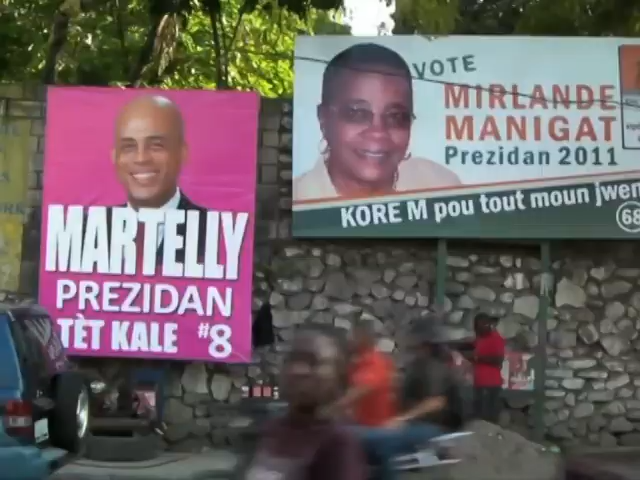 MARTELLY
PREZIDAN
TÈT KALE #8
VOTE
MIRLANDE
MANIGAT
Prezidan 2011
KORE M pou tout moun jwen
68